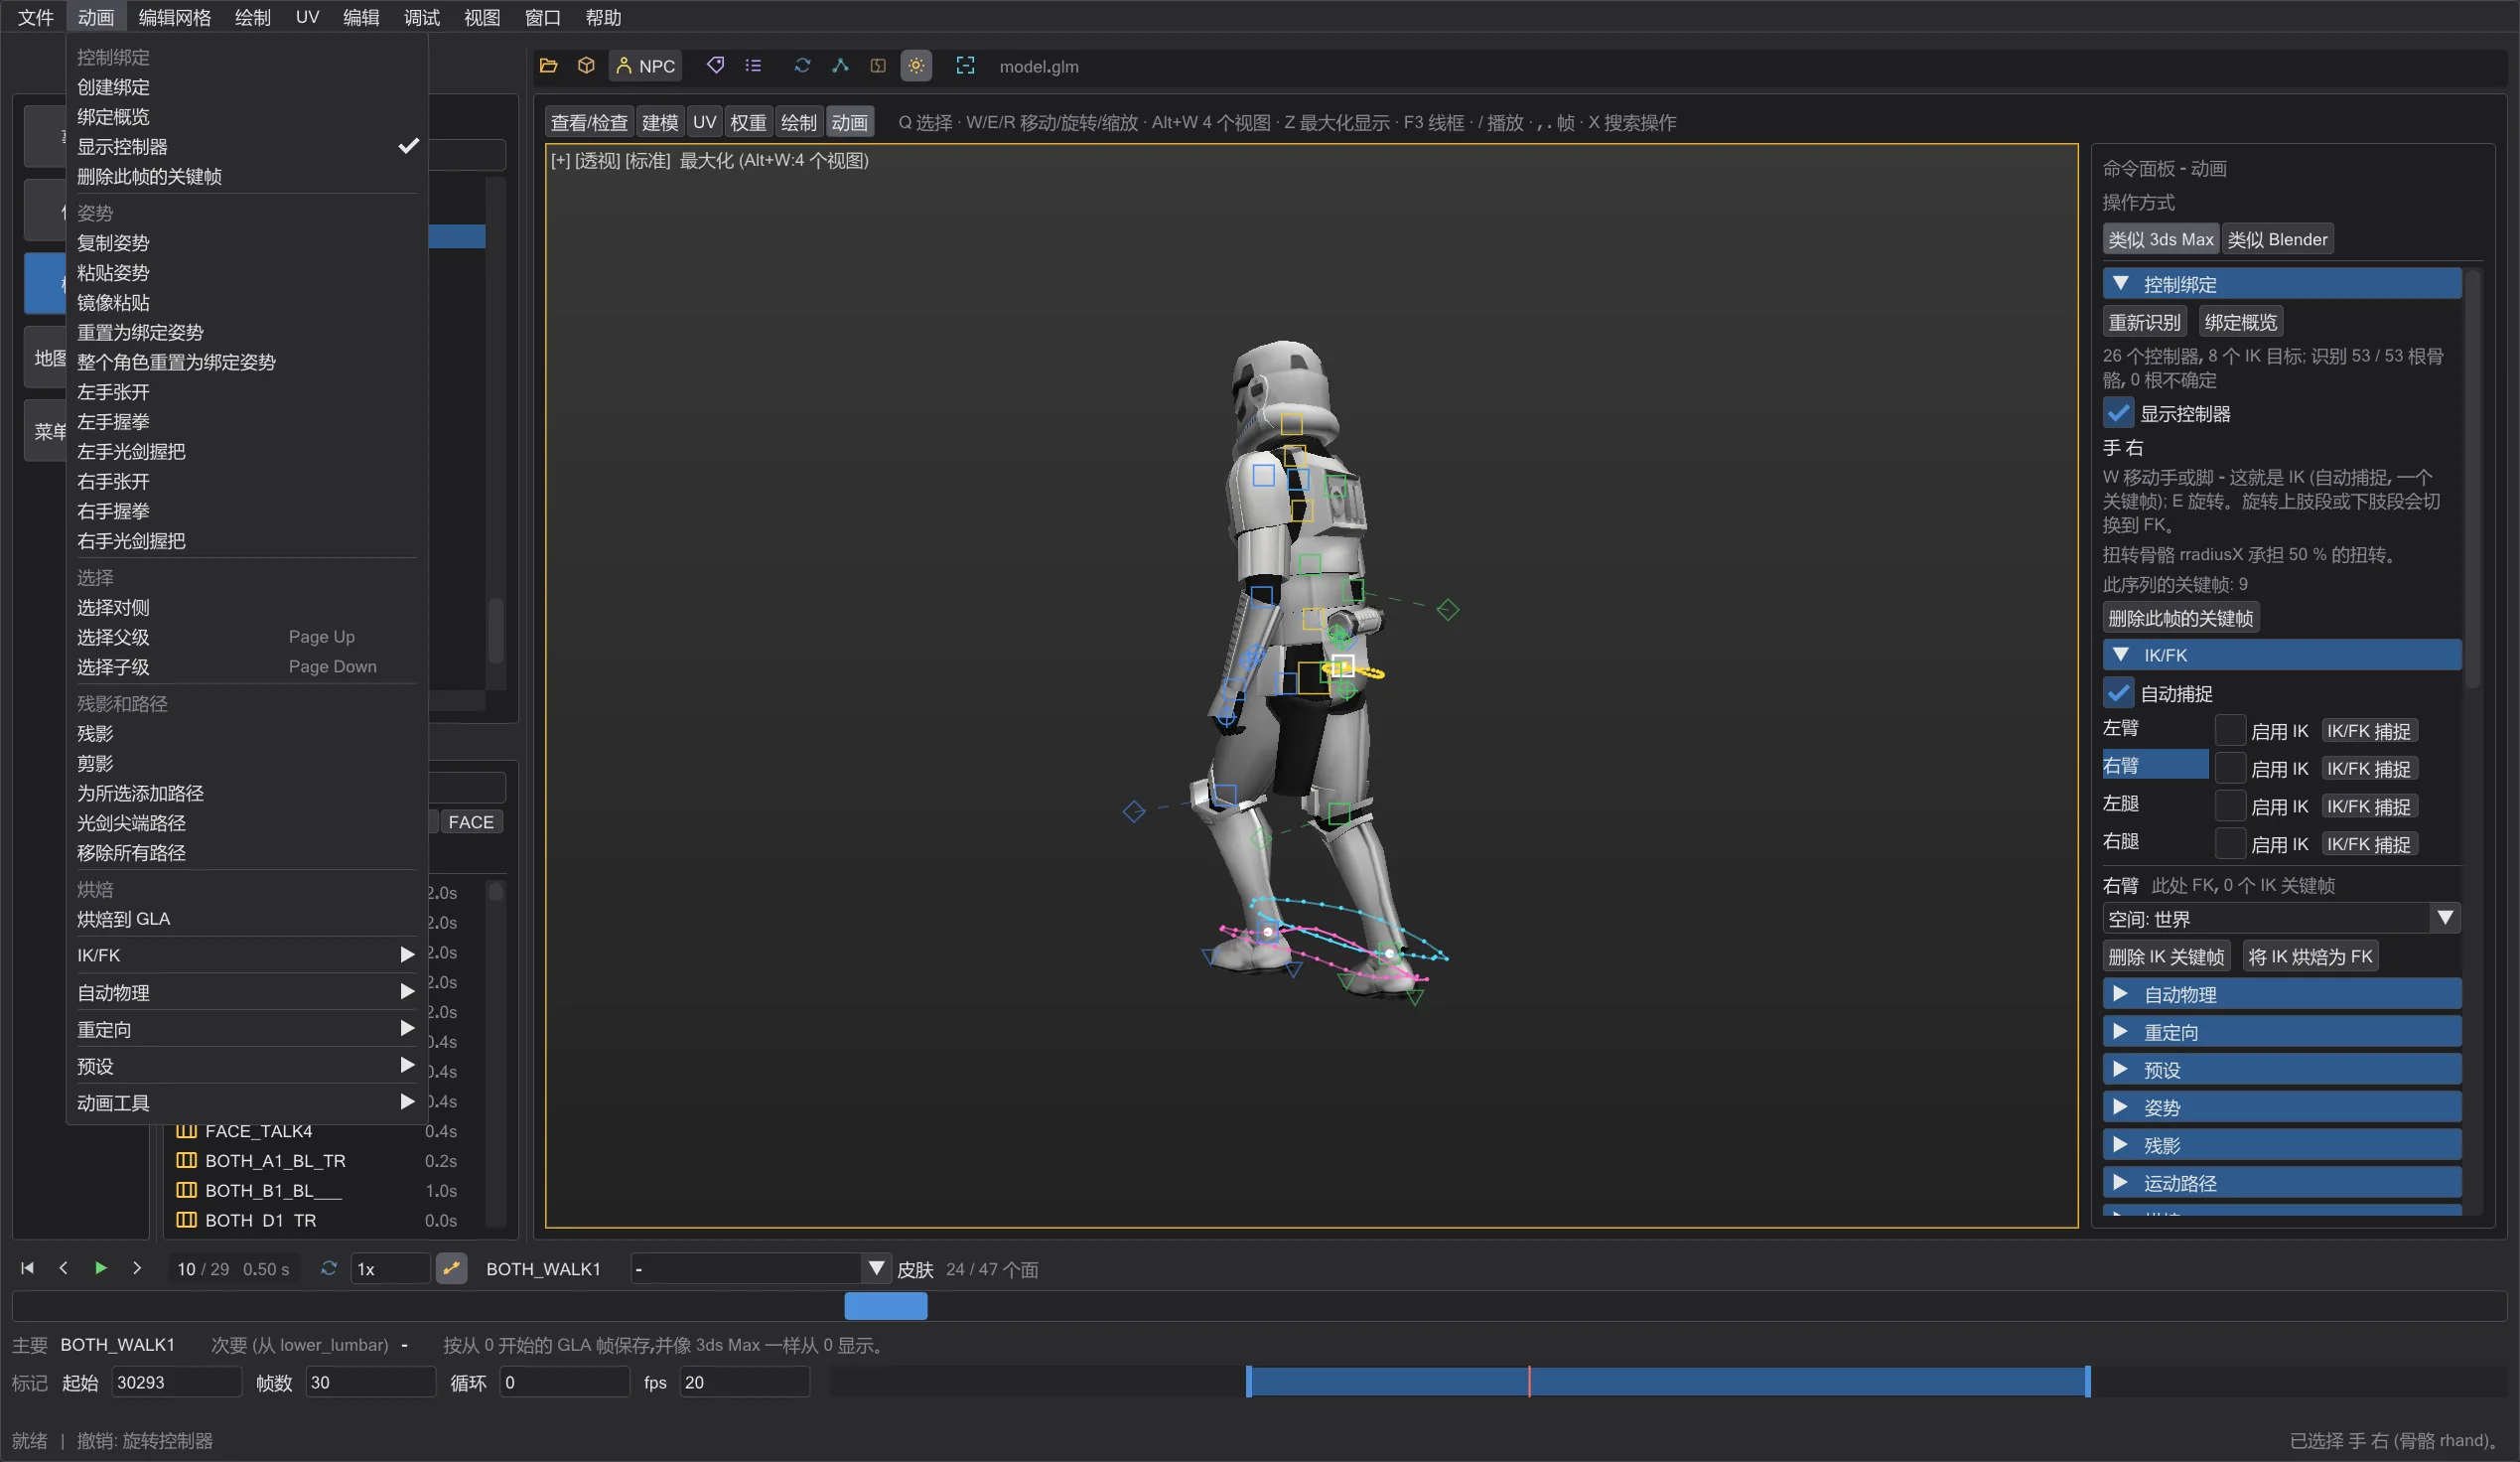 文件 动画 编辑网格 绘制 UV 编辑 调试 视图 窗口 帮助
控制绑定
创建绑定
绑定概览
显示控制器
删除此帧的关键帧
姿势
复制姿势
粘贴姿势
镜像粘贴
重置为绑定姿势
整个角色重置为绑定姿势
左手张开
左手握拳
左手光剑握把
右手张开
右手握拳
右手光剑握把
选择
选择对侧
选择父级 Page Up
选择子级 Page Down
残影和路径
残影
剪影
为所选添加路径
光剑尖端路径
移除所有路径
烘焙
烘焙到 GLA
IK/FK
自动物理
重定向
预设
动画工具
地图
菜单
FACE
2.0s
2.0s
2.0s
2.0s
2.0s
0.4s
0.4s
0.4s
FACE_TALK4 0.4s
BOTH_A1_BL_TR 0.2s
BOTH_B1_BL___ 1.0s
BOTH_D1_TR 0.0s
NPC model.glm
查看/检查 建模 UV 权重 绘制 动画 Q 选择 · W/E/R 移动/旋转/缩放 · Alt+W 4 个视图 · Z 最大化显示 · F3 线框 · / 播放 · , . 帧 · X 搜索操作
[+] [透视] [标准] 最大化 (Alt+W:4 个视图)
命令面板 - 动画
操作方式
类似 3ds Max 类似 Blender
控制绑定
重新识别 绑定概览
26 个控制器, 8 个 IK 目标; 识别 53 / 53 根骨
骼, 0 根不确定
显示控制器
手 右
W 移动手或脚 - 这就是 IK (自动捕捉, 一个
关键帧); E 旋转。旋转上肢段或下肢段会切
换到 FK。
扭转骨骼 rradiusX 承担 50 % 的扭转。
此序列的关键帧: 9
删除此帧的关键帧
IK/FK
自动捕捉
左臂 启用 IK IK/FK 捕捉
右臂 启用 IK IK/FK 捕捉
左腿 启用 IK IK/FK 捕捉
右腿 启用 IK IK/FK 捕捉
右臂 此处 FK, 0 个 IK 关键帧
空间: 世界
删除 IK 关键帧 将 IK 烘焙为 FK
自动物理
重定向
预设
姿势
残影
运动路径
10 / 29 0.50 s 1x BOTH_WALK1 - 皮肤 24 / 47 个面
主要 BOTH_WALK1 次要 (从 lower_lumbar) - 按从 0 开始的 GLA 帧保存,并像 3ds Max 一样从 0 显示。
标记 起始 30293 帧数 30 循环 0 fps 20
就绪 | 撤销: 旋转控制器
已选择 手 右 (骨骼 rhand)。